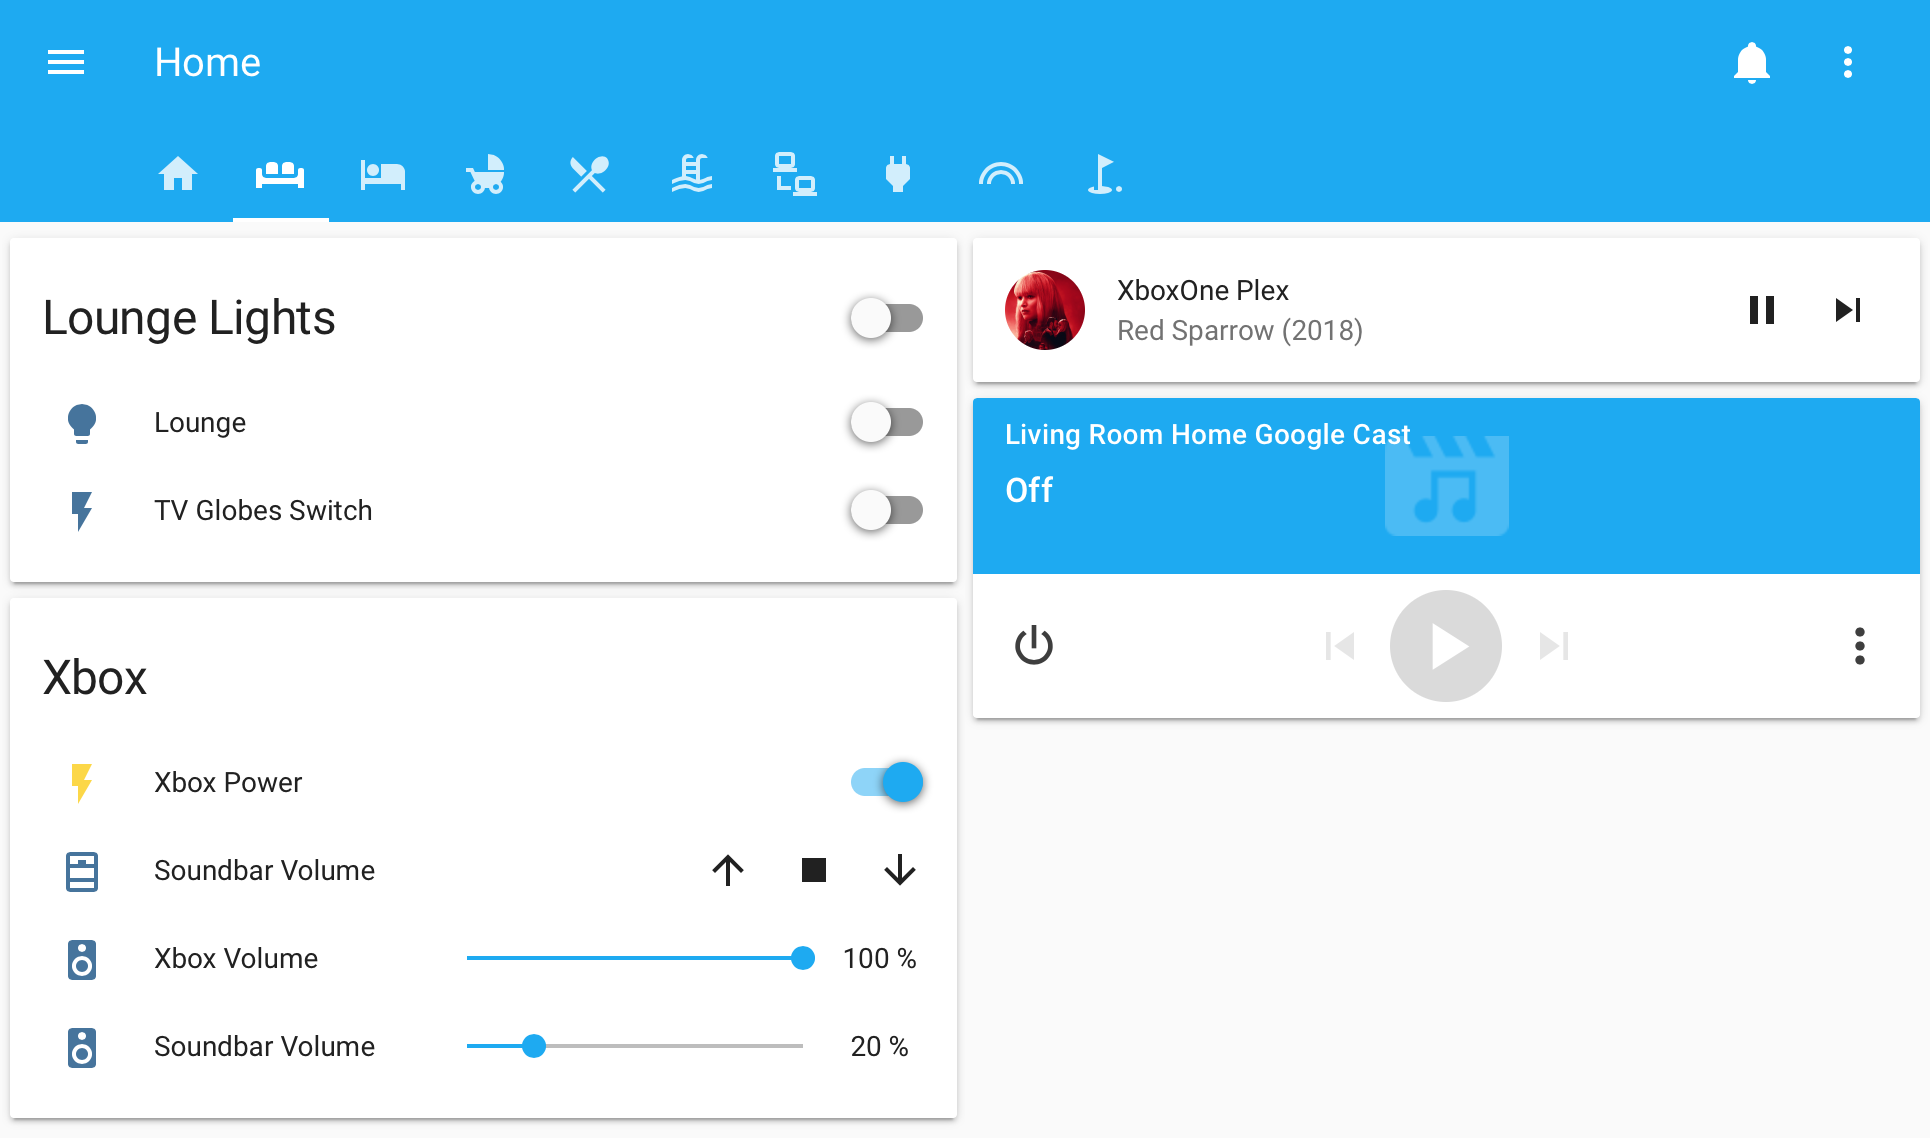 Home
Lounge Lights
Lounge
TV Globes Switch
Xbox
Xbox Power
Soundbar Volume
Xbox Volume
100 %
Soundbar Volume
20 %
XboxOne Plex
Red Sparrow (2018)
Living Room Home Google Cast
Off